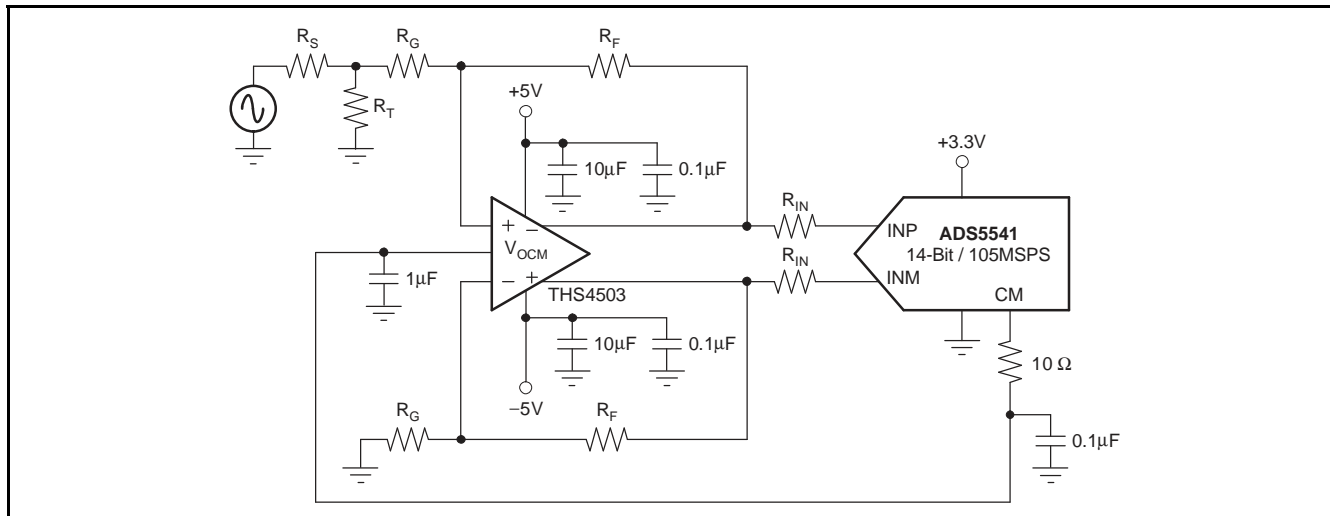 R_S
R_G
R_F
R_T
+5V
10μF
0.1μF
+3.3V
R_IN
INP
ADS5541
14-Bit / 105MSPS
+
−
V_OCM
R_IN
INM
1μF
−
+
THS4503
CM
10μF
0.1μF
10 Ω
−5V
R_G
R_F
0.1μF